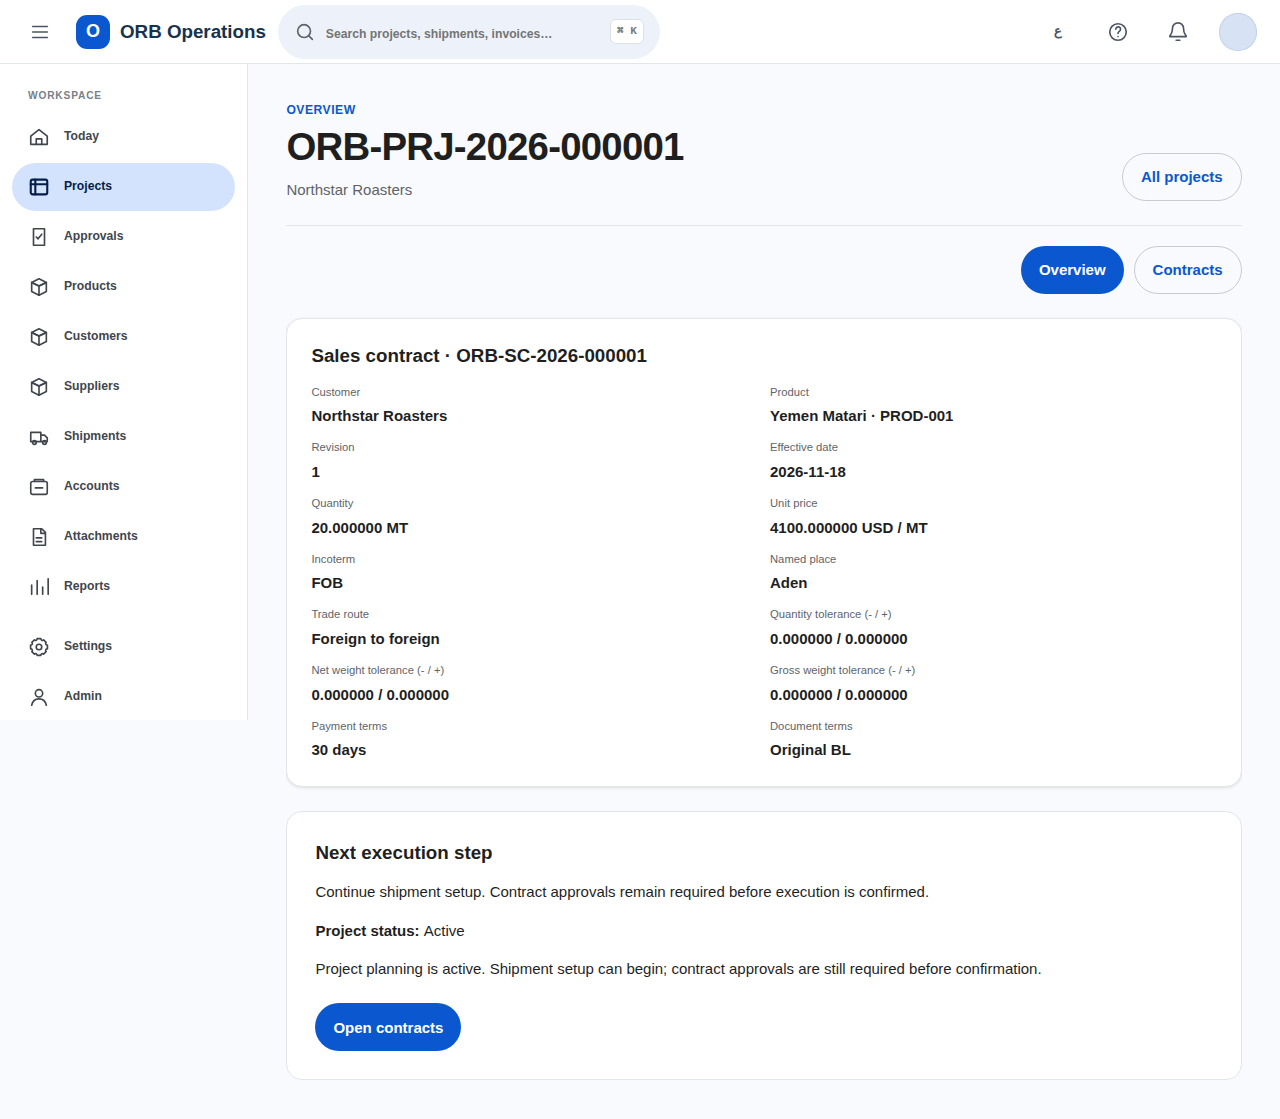 O ORB Operations
Search projects, shipments, invoices…
⌘ K
ع
WORKSPACE
Today
Projects
Approvals
Products
Customers
Suppliers
Shipments
Accounts
Attachments
Reports
Settings
Admin
OVERVIEW
ORB-PRJ-2026-000001
Northstar Roasters
All projects
Overview
Contracts
Sales contract · ORB-SC-2026-000001
Customer
Northstar Roasters
Product
Yemen Matari · PROD-001
Revision
1
Effective date
2026-11-18
Quantity
20.000000 MT
Unit price
4100.000000 USD / MT
Incoterm
FOB
Named place
Aden
Trade route
Foreign to foreign
Quantity tolerance (- / +)
0.000000 / 0.000000
Net weight tolerance (- / +)
0.000000 / 0.000000
Gross weight tolerance (- / +)
0.000000 / 0.000000
Payment terms
30 days
Document terms
Original BL
Next execution step
Continue shipment setup. Contract approvals remain required before execution is confirmed.
Project status: Active
Project planning is active. Shipment setup can begin; contract approvals are still required before confirmation.
Open contracts